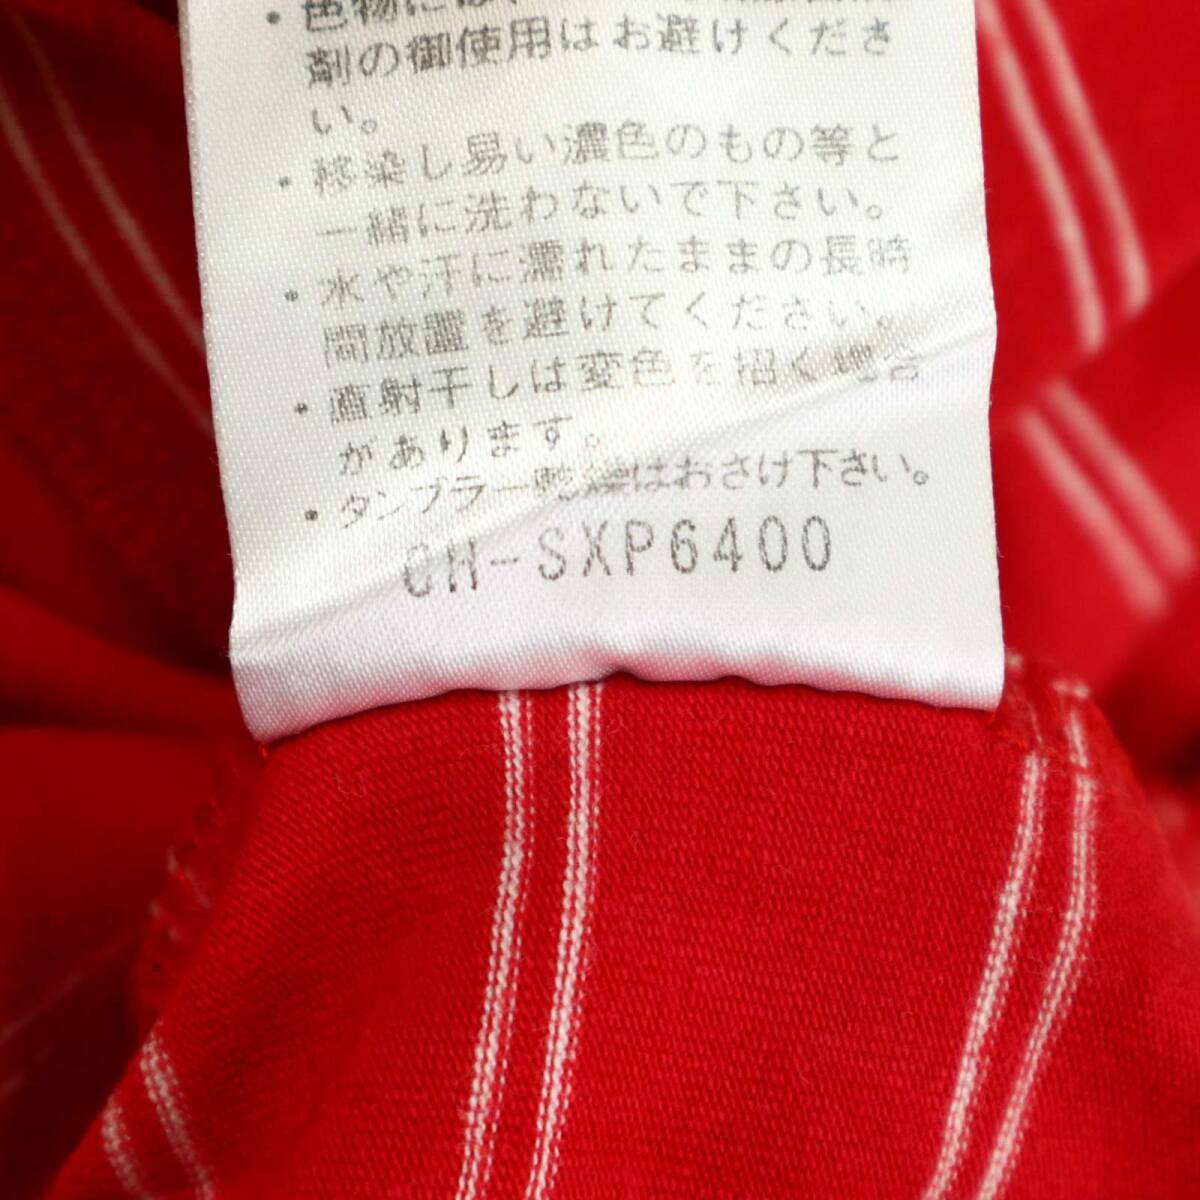 ・色物には、
剤の御使用はお避けくださ
い。
・移染し易い濃色のもの等と
一緒に洗わないで下さい。
・水や汗に濡れたままの長時
間放置を避けてください。
・直射干しは変色を招く場合
があります。
・タンブラー乾燥はおさけ下さい。
CH-SXP6400